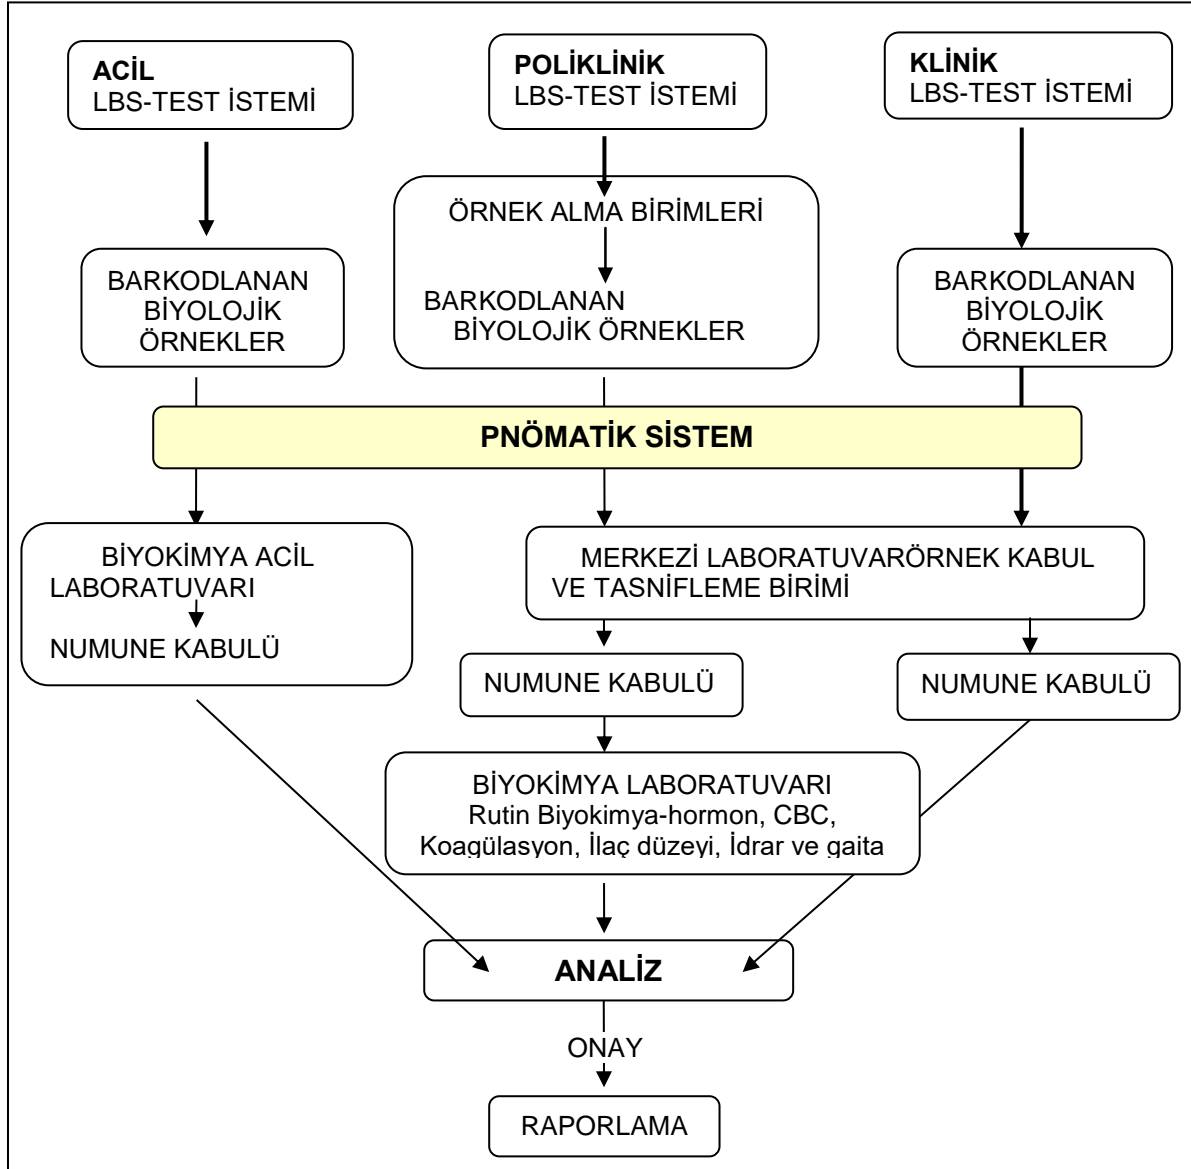 ACİL
LBS-TEST İSTEMİ
POLİKLİNİK
LBS-TEST İSTEMİ
KLİNİK
LBS-TEST İSTEMİ
ÖRNEK ALMA BİRİMLERİ
BARKODLANAN
BİYOLOJİK ÖRNEKLER
BARKODLANAN
BİYOLOJİK
ÖRNEKLER
BARKODLANAN
BİYOLOJİK
ÖRNEKLER
PNÖMATİK SİSTEM
BİYOKİMYA ACİL
LABORATUVARI
NUMUNE KABULÜ
MERKEZİ LABORATUVARÖRNEK KABUL
VE TASNİFLEME BİRİMİ
NUMUNE KABULÜ
NUMUNE KABULÜ
BİYOKİMYA LABORATUVARI
Rutin Biyokimya-hormon, CBC,
Koagülasyon, İlaç düzeyi, İdrar ve gaita
ANALİZ
ONAY
RAPORLAMA